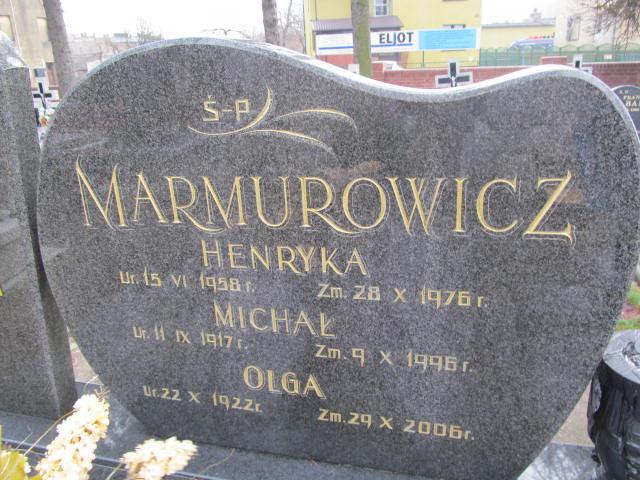 ELJOT
Ś-P
MARMUROWICZ
HENRYKA
Ur. 15 VI 1958 r. Zm. 28 X 1976 r.
MICHAŁ
Ur. 11 IX 1917 r. Zm. 9 X 1996 r.
OLGA
Ur. 22 X 1922 r. Zm. 29 X 2006 r.